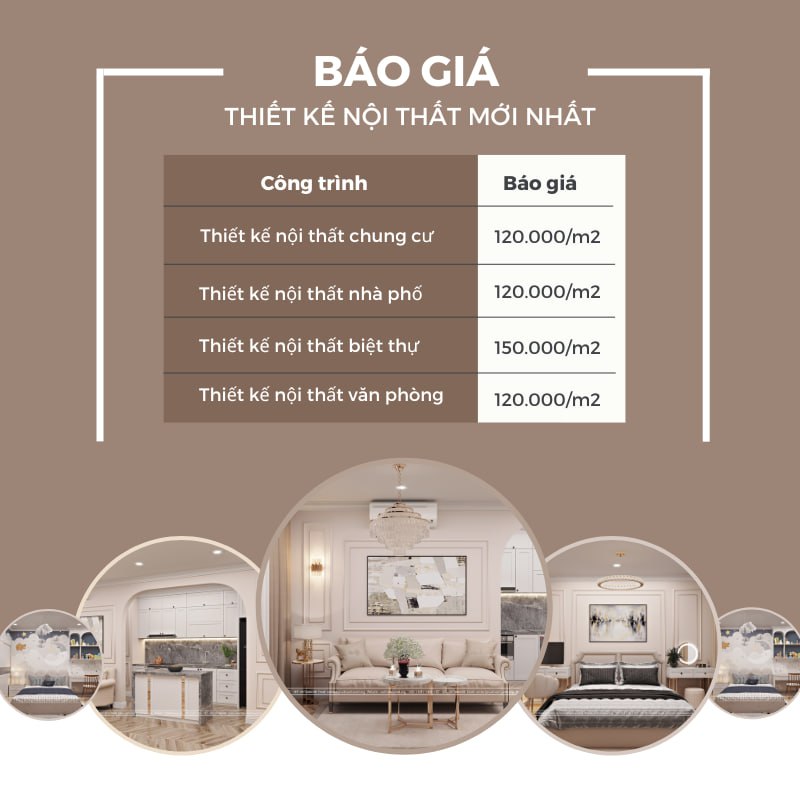 BÁO GIÁ
THIẾT KẾ NỘI THẤT MỚI NHẤT
Công trình Báo giá
Thiết kế nội thất chung cư 120.000/m2
Thiết kế nội thất nhà phố 120.000/m2
Thiết kế nội thất biệt thự 150.000/m2
Thiết kế nội thất văn phòng 120.000/m2